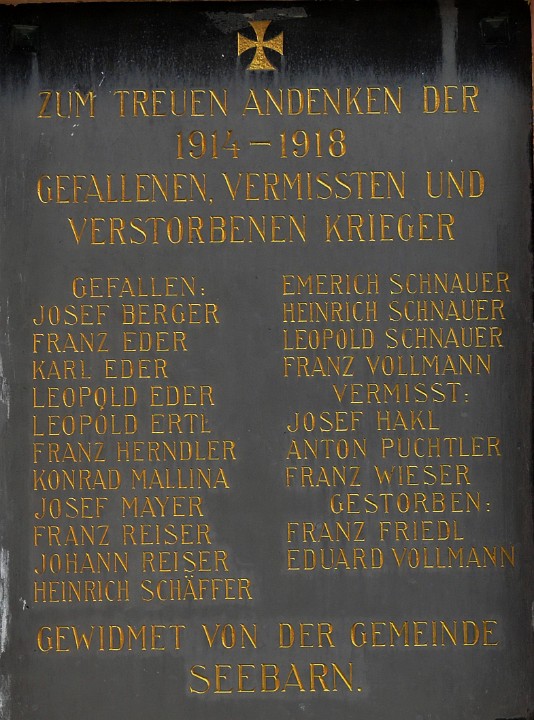 ZUM TREUEN ANDENKEN DER
1914 – 1918
GEFALLENEN, VERMISSTEN UND
VERSTORBENEN KRIEGER
GEFALLEN:
JOSEF BERGER
FRANZ EDER
KARL EDER
LEOPOLD EDER
LEOPOLD ERTL
FRANZ HERNDLER
KONRAD MALLINA
JOSEF MAYER
FRANZ REISER
JOHANN REISER
HEINRICH SCHÄFFER
EMERICH SCHNAUER
HEINRICH SCHNAUER
LEOPOLD SCHNAUER
FRANZ VOLLMANN
VERMISST:
JOSEF HAKL
ANTON PUCHTLER
FRANZ WIESER
GESTORBEN:
FRANZ FRIEDL
EDUARD VOLLMANN
GEWIDMET VON DER GEMEINDE
SEEBARN.